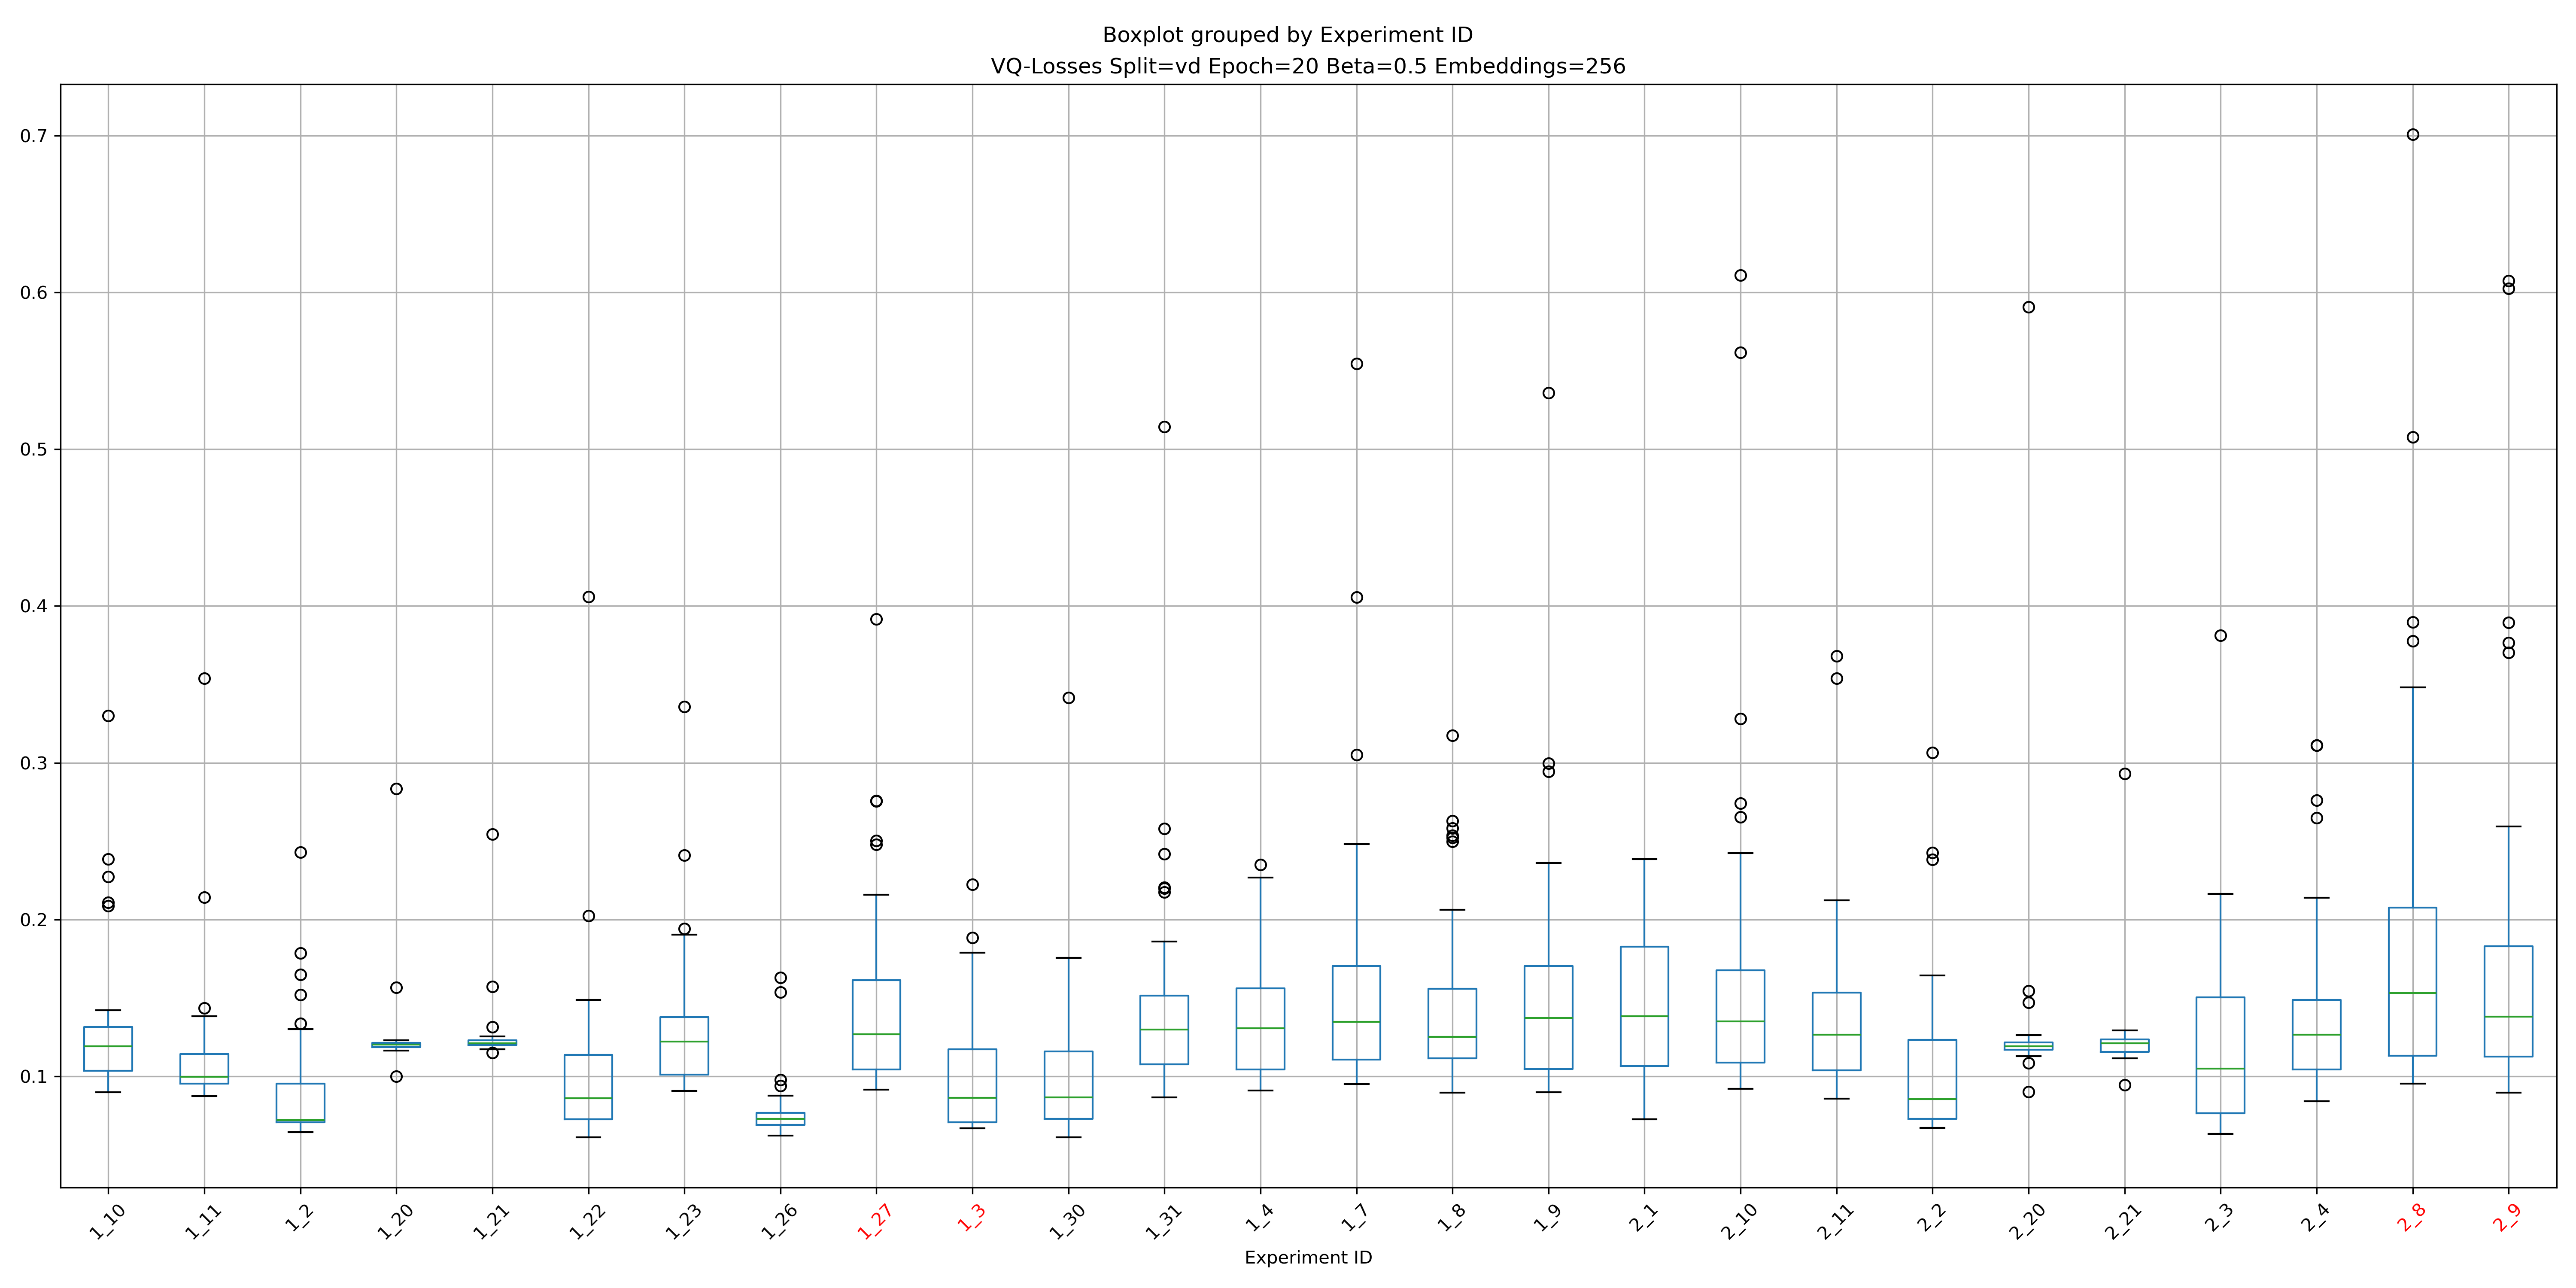 Boxplot grouped by Experiment ID
VQ-Losses Split=vd Epoch=20 Beta=0.5 Embeddings=256
0.7
0.6
0.5
0.4
0.3
0.2
0.1
1_10 1_11 1_2 1_20 1_21 1_22 1_23 1_26 1_27 1_3 1_30 1_31 1_4 1_7 1_8 1_9 2_1 2_10 2_11 2_2 2_20 2_21 2_3 2_4 2_8 2_9
Experiment ID